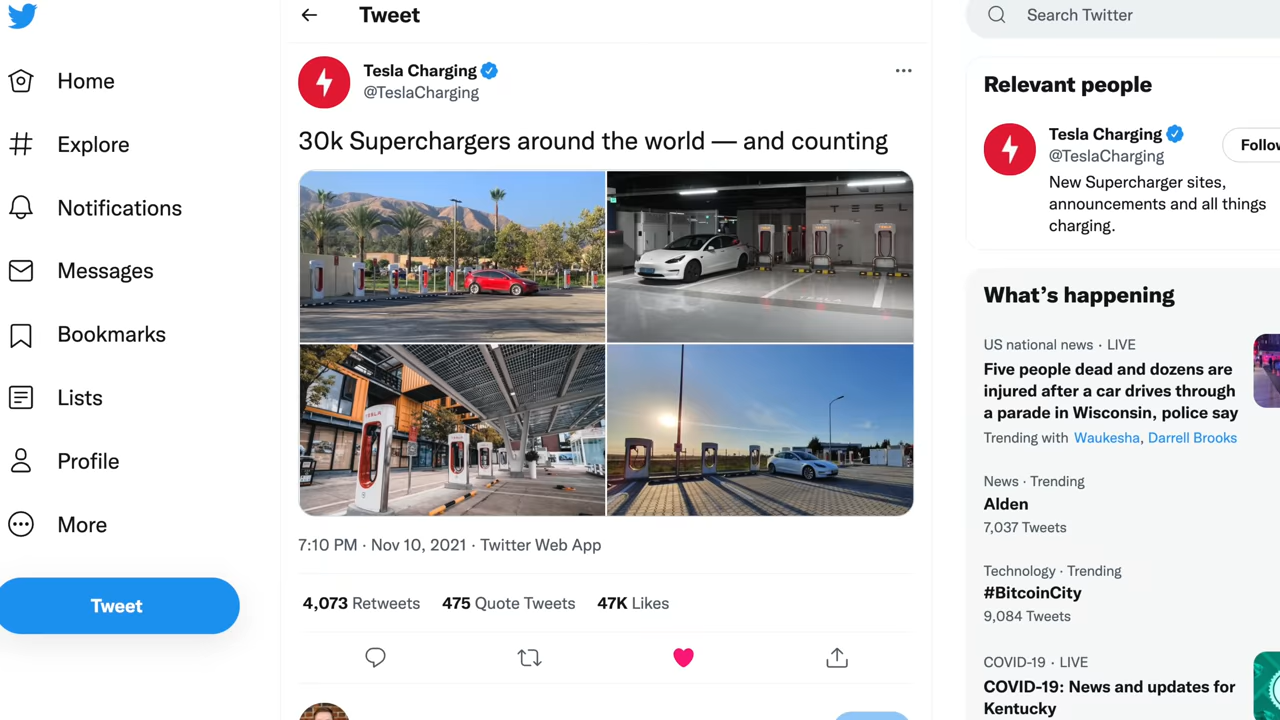 Home
Explore
Notifications
Messages
Bookmarks
Lists
Profile
More
Tweet
Tweet
Tesla Charging
@TeslaCharging
30k Superchargers around the world — and counting
TESL
TESLA
7:10 PM · Nov 10, 2021 · Twitter Web App
4,073 Retweets 475 Quote Tweets 47K Likes
Search Twitter
Relevant people
Tesla Charging
@TeslaCharging
Follow
New Supercharger sites,
announcements and all things
charging.
What's happening
US national news · LIVE
Five people dead and dozens are
injured after a car drives through
a parade in Wisconsin, police say
Trending with Waukesha, Darrell Brooks
News · Trending
Alden
7,037 Tweets
Technology · Trending
#BitcoinCity
9,084 Tweets
COVID-19 · LIVE
COVID-19: News and updates for
Kentucky